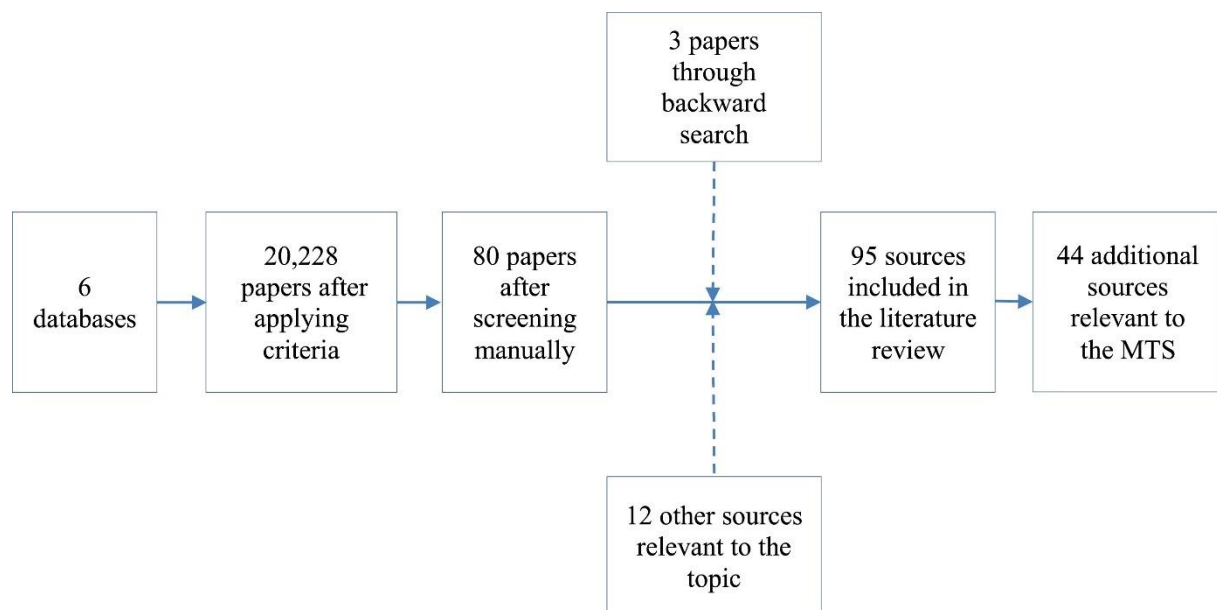 3 papers
through
backward
search
6
databases
20,228
papers after
applying
criteria
80 papers
after
screening
manually
95 sources
included in
the literature
review
44 additional
sources
relevant to
the MTS
12 other sources
relevant to the
topic